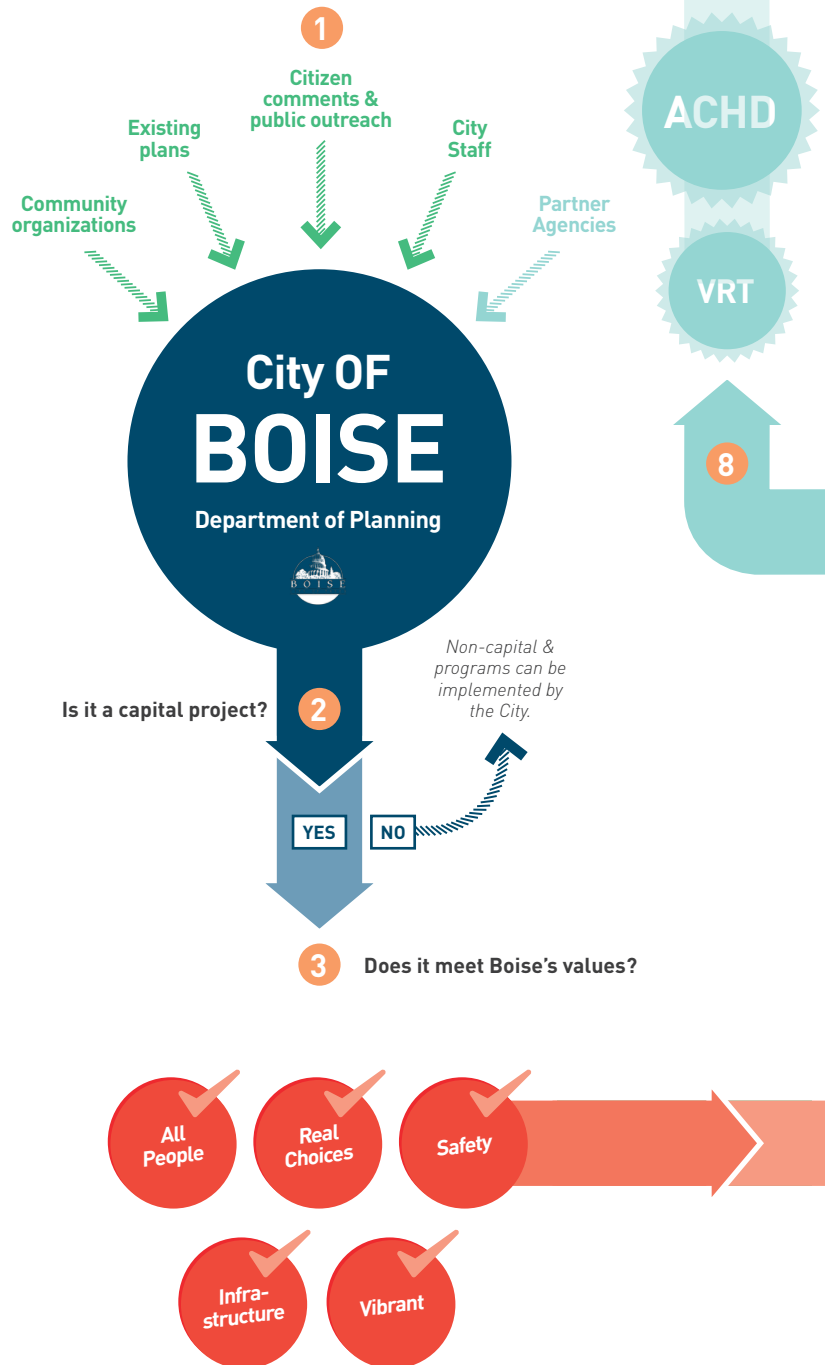 1
Citizen
comments &
public outreach
Existing
plans
City
Staff
Community
organizations
Partner
Agencies
ACHD
VRT
8
City OF
BOISE
Department of Planning
BOISE
Is it a capital project?
2
Non-capital &
programs can be
implemented by
the City.
YES
NO
3
Does it meet Boise’s values?
All
People
Real
Choices
Safety
Infra-
structure
Vibrant